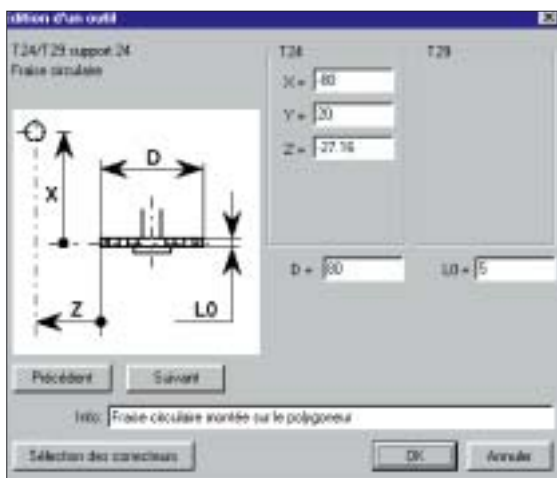 dition d'un outil
T24/T29 support 24
Fraise circulaire
T24
T29
X = -80
Y = 20
Z = -27.16
D
X
Z
L0
D = 80
L0 = 5
Précédent
Suivant
Info: Fraise circulaire montée sur le polygoneur
Sélection des correcteurs
OK
Annuler